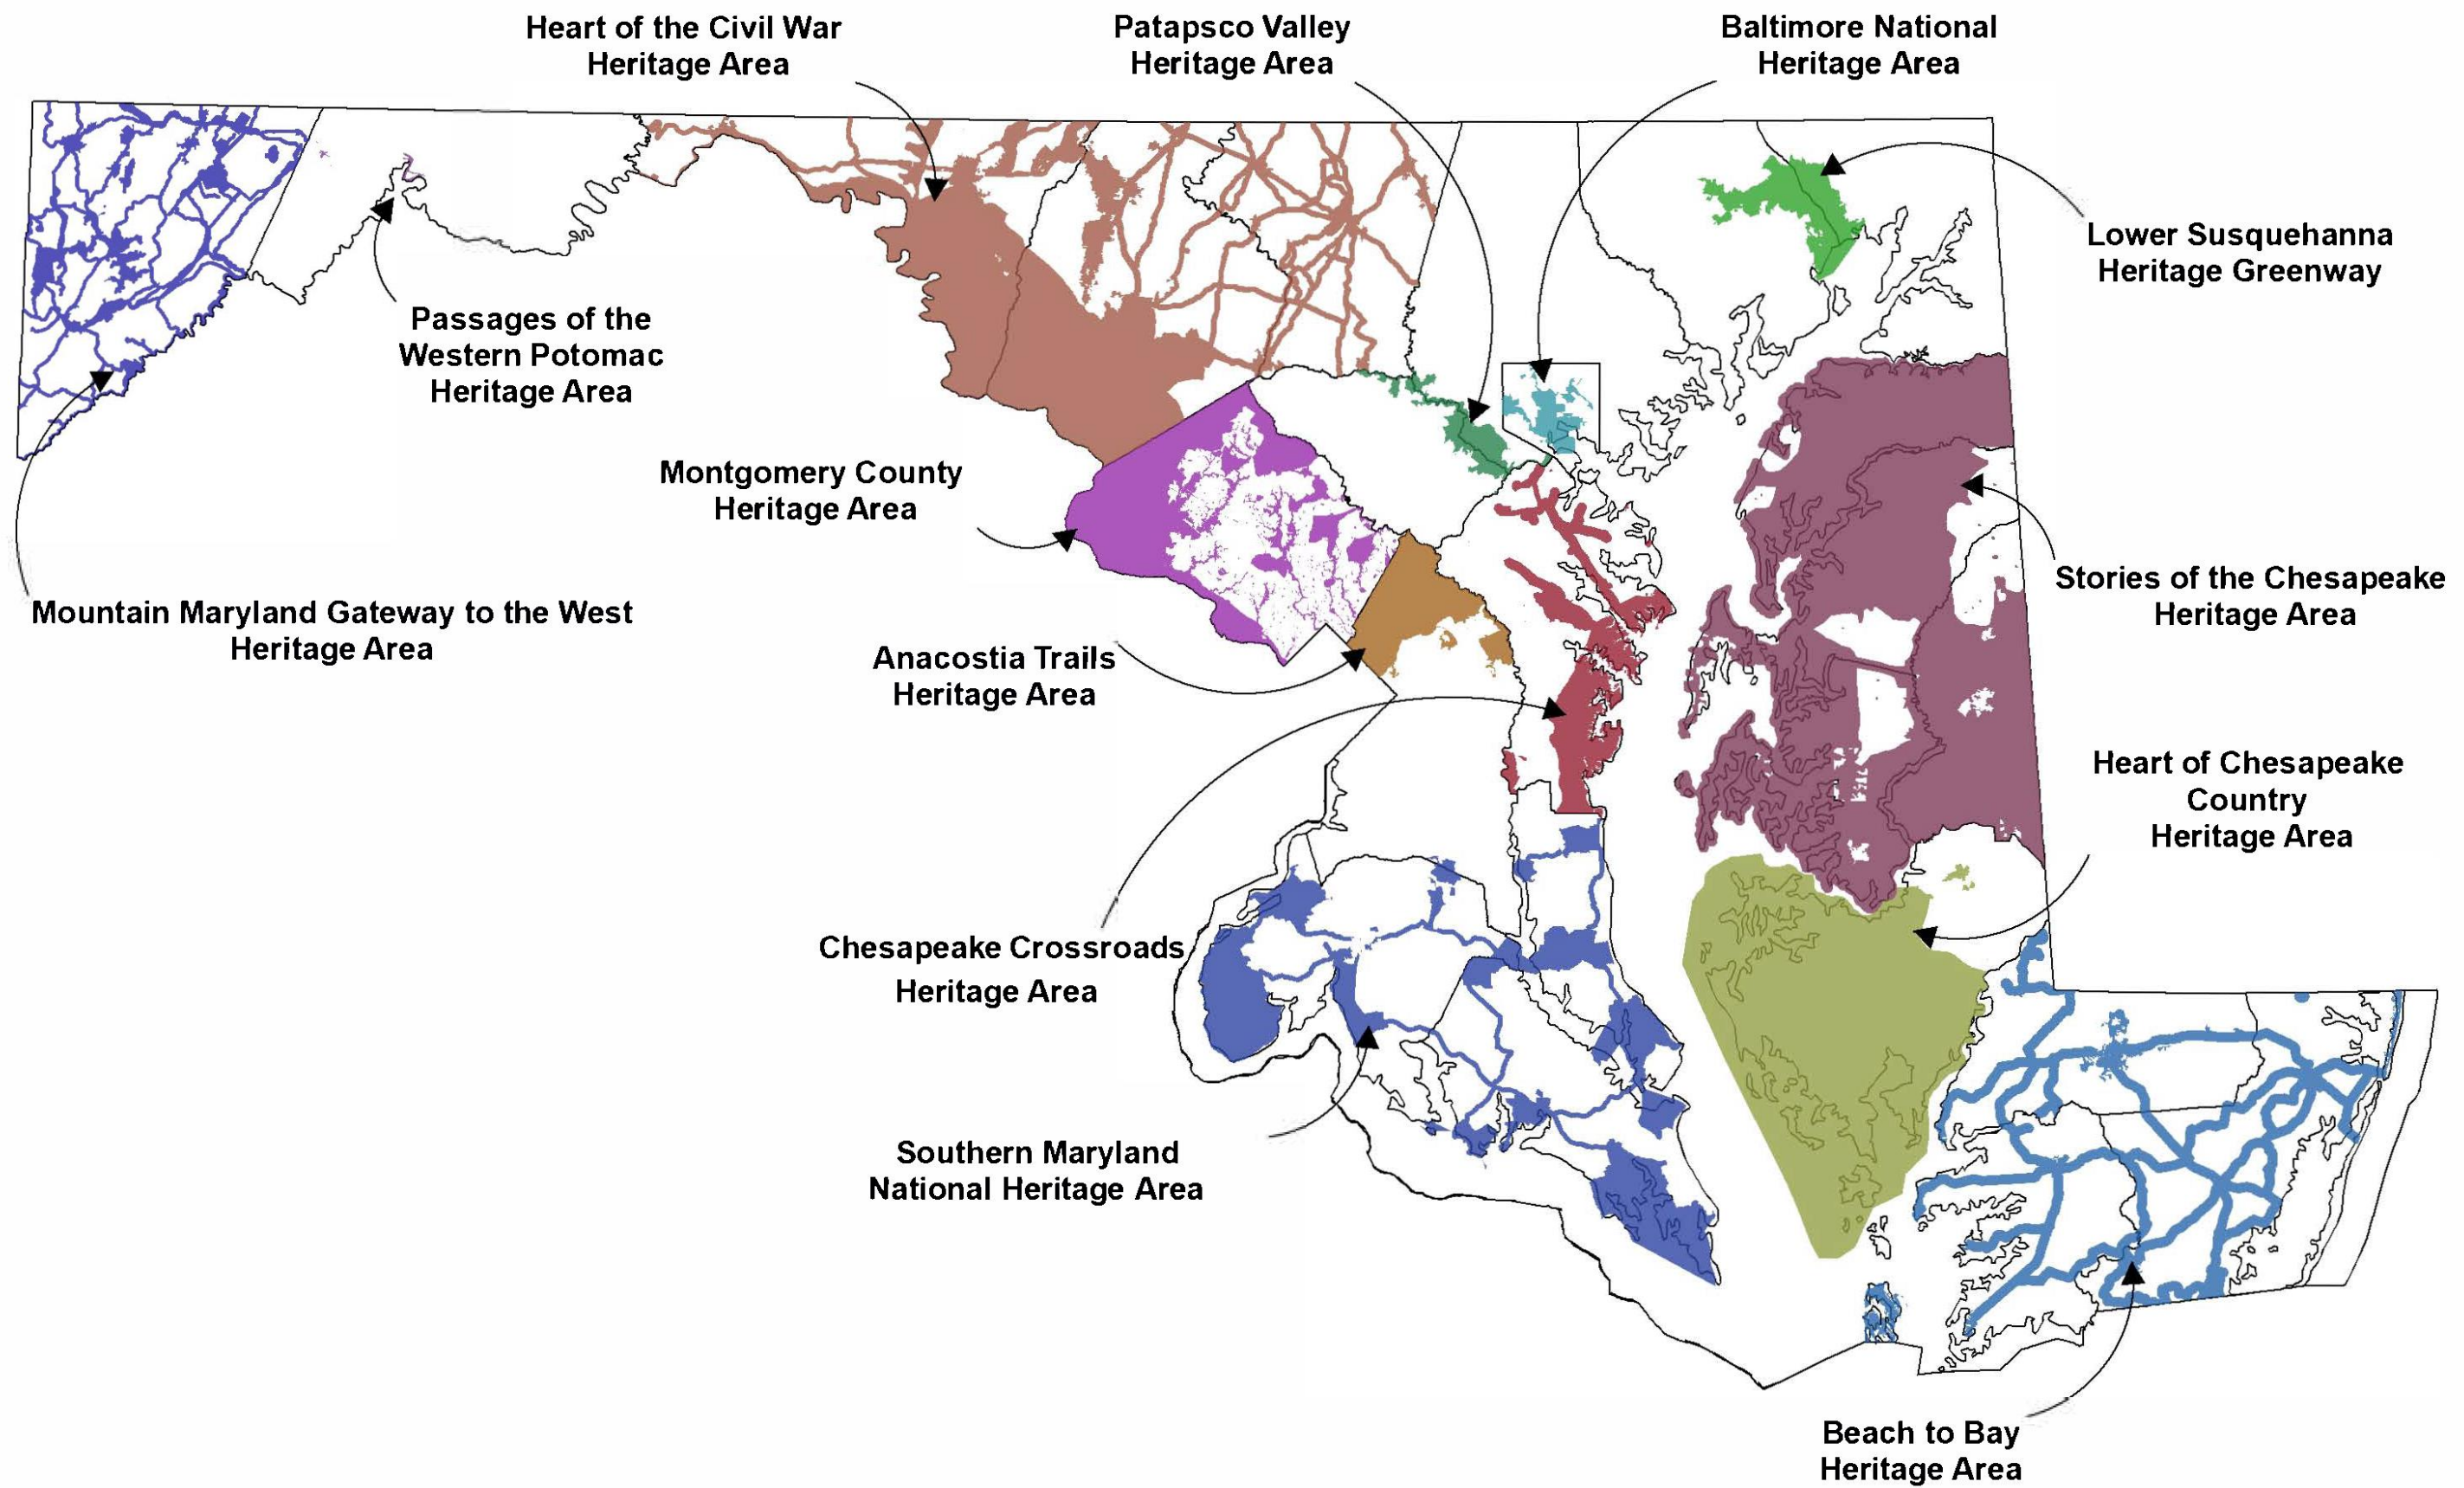 Heart of the Civil War
Heritage Area
Patapsco Valley
Heritage Area
Baltimore National
Heritage Area
Lower Susquehanna
Heritage Greenway
Passages of the
Western Potomac
Heritage Area
Montgomery County
Heritage Area
Stories of the Chesapeake
Heritage Area
Mountain Maryland Gateway to the West
Heritage Area
Anacostia Trails
Heritage Area
Heart of Chesapeake
Country
Heritage Area
Chesapeake Crossroads
Heritage Area
Southern Maryland
National Heritage Area
Beach to Bay
Heritage Area